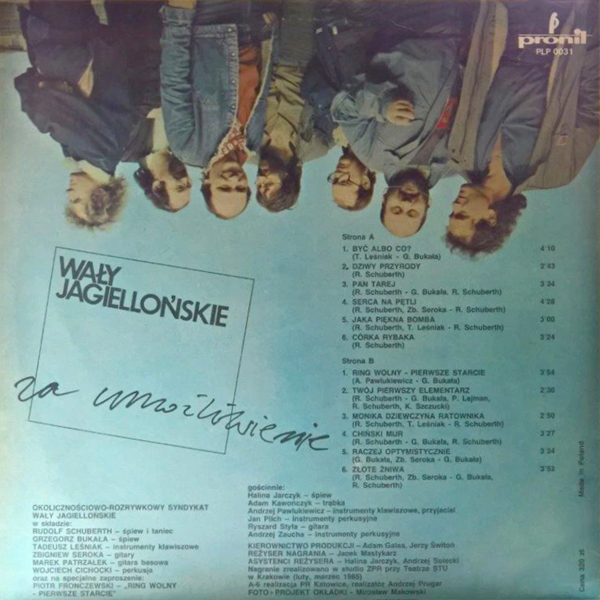 pronit
PLP 0031
WAŁY
JAGIELLOŃSKIE
za umożliwienie
Strona A
1. BYĆ ALBO CO? 4'10
(T. Leśniak - G. Bukała)
2. DZIWY PRZYRODY 2'43
(R. Schuberth)
3. PAN TAREJ 3'34
(R. Schuberth - G. Bukała, R. Schuberth)
4. SERCA NA PĘTLI 4'28
(R. Schuberth, Zb. Seroka - R. Schuberth)
5. JAKA PIĘKNA BOMBA 3'00
(R. Schuberth, T. Leśniak - R. Schuberth)
6. CÓRKA RYBAKA 3'24
(R. Schuberth)
Strona B
1. RING WOLNY - PIERWSZE STARCIE 3'54
(A. Pawlukiewicz - G. Bukała)
2. TWÓJ PIERWSZY ELEMENTARZ 2'30
(R. Schuberth - G. Bukała, P. Lajman,
R. Schuberth, K. Szczucki)
3. MONIKA DZIEWCZYNA RATOWNIKA 2'50
(R. Schuberth, T. Leśniak - R. Schuberth)
4. CHIŃSKI MUR 3'27
(R. Schuberth - G. Bukała, R. Schuberth)
5. RACZEJ OPTYMISTYCZNIE 3'34
(G. Bukała, Zb. Seroka - G. Bukała)
6. ZŁOTE ŻNIWA 3'52
(R. Schuberth, Zb. Seroka - G. Bukała,
R. Schuberth)
OKOLICZNOŚCIOWO-ROZRYWKOWY SYNDYKAT
WAŁY JAGIELLOŃSKIE
w składzie:
RUDOLF SCHUBERTH - śpiew i taniec
GRZEGORZ BUKAŁA - śpiew
TADEUSZ LEŚNIAK - instrumenty klawiszowe
ZBIGNIEW SEROKA - gitary
MAREK PATRZAŁEK - gitara basowa
WOJCIECH CICHOCKI - perkusja
oraz na specjalne zaproszenie:
PIOTR FRONCZEWSKI - „RING WOLNY
- PIERWSZE STARCIE"
gościnnie:
Halina Jarczyk - śpiew
Adam Kawończyk - trąbka
Andrzej Pawlukiewicz - instrumenty klawiszowe, przyjaciel
Jan Pilch - instrumenty perkusyjne
Ryszard Styła - gitara
Andrzej Zaucha - instrumenty perkusyjne
KIEROWNICTWO PRODUKCJI - Adam Galas, Jerzy Świtoń
REŻYSER NAGRANIA - Jacek Mastykarz
ASYSTENCI REŻYSERA - Halina Jarczyk, Andrzej Solecki
Nagranie zrealizowano w studio ZPR przy Teatrze STU
w Krakowie (luty, marzec 1985)
A-6 realizacja PR Katowice, realizator Andrzej Prugar
FOTO - PROJEKT OKŁADKI - Mirosław Makowski
Made in Poland
Cena 320 zł